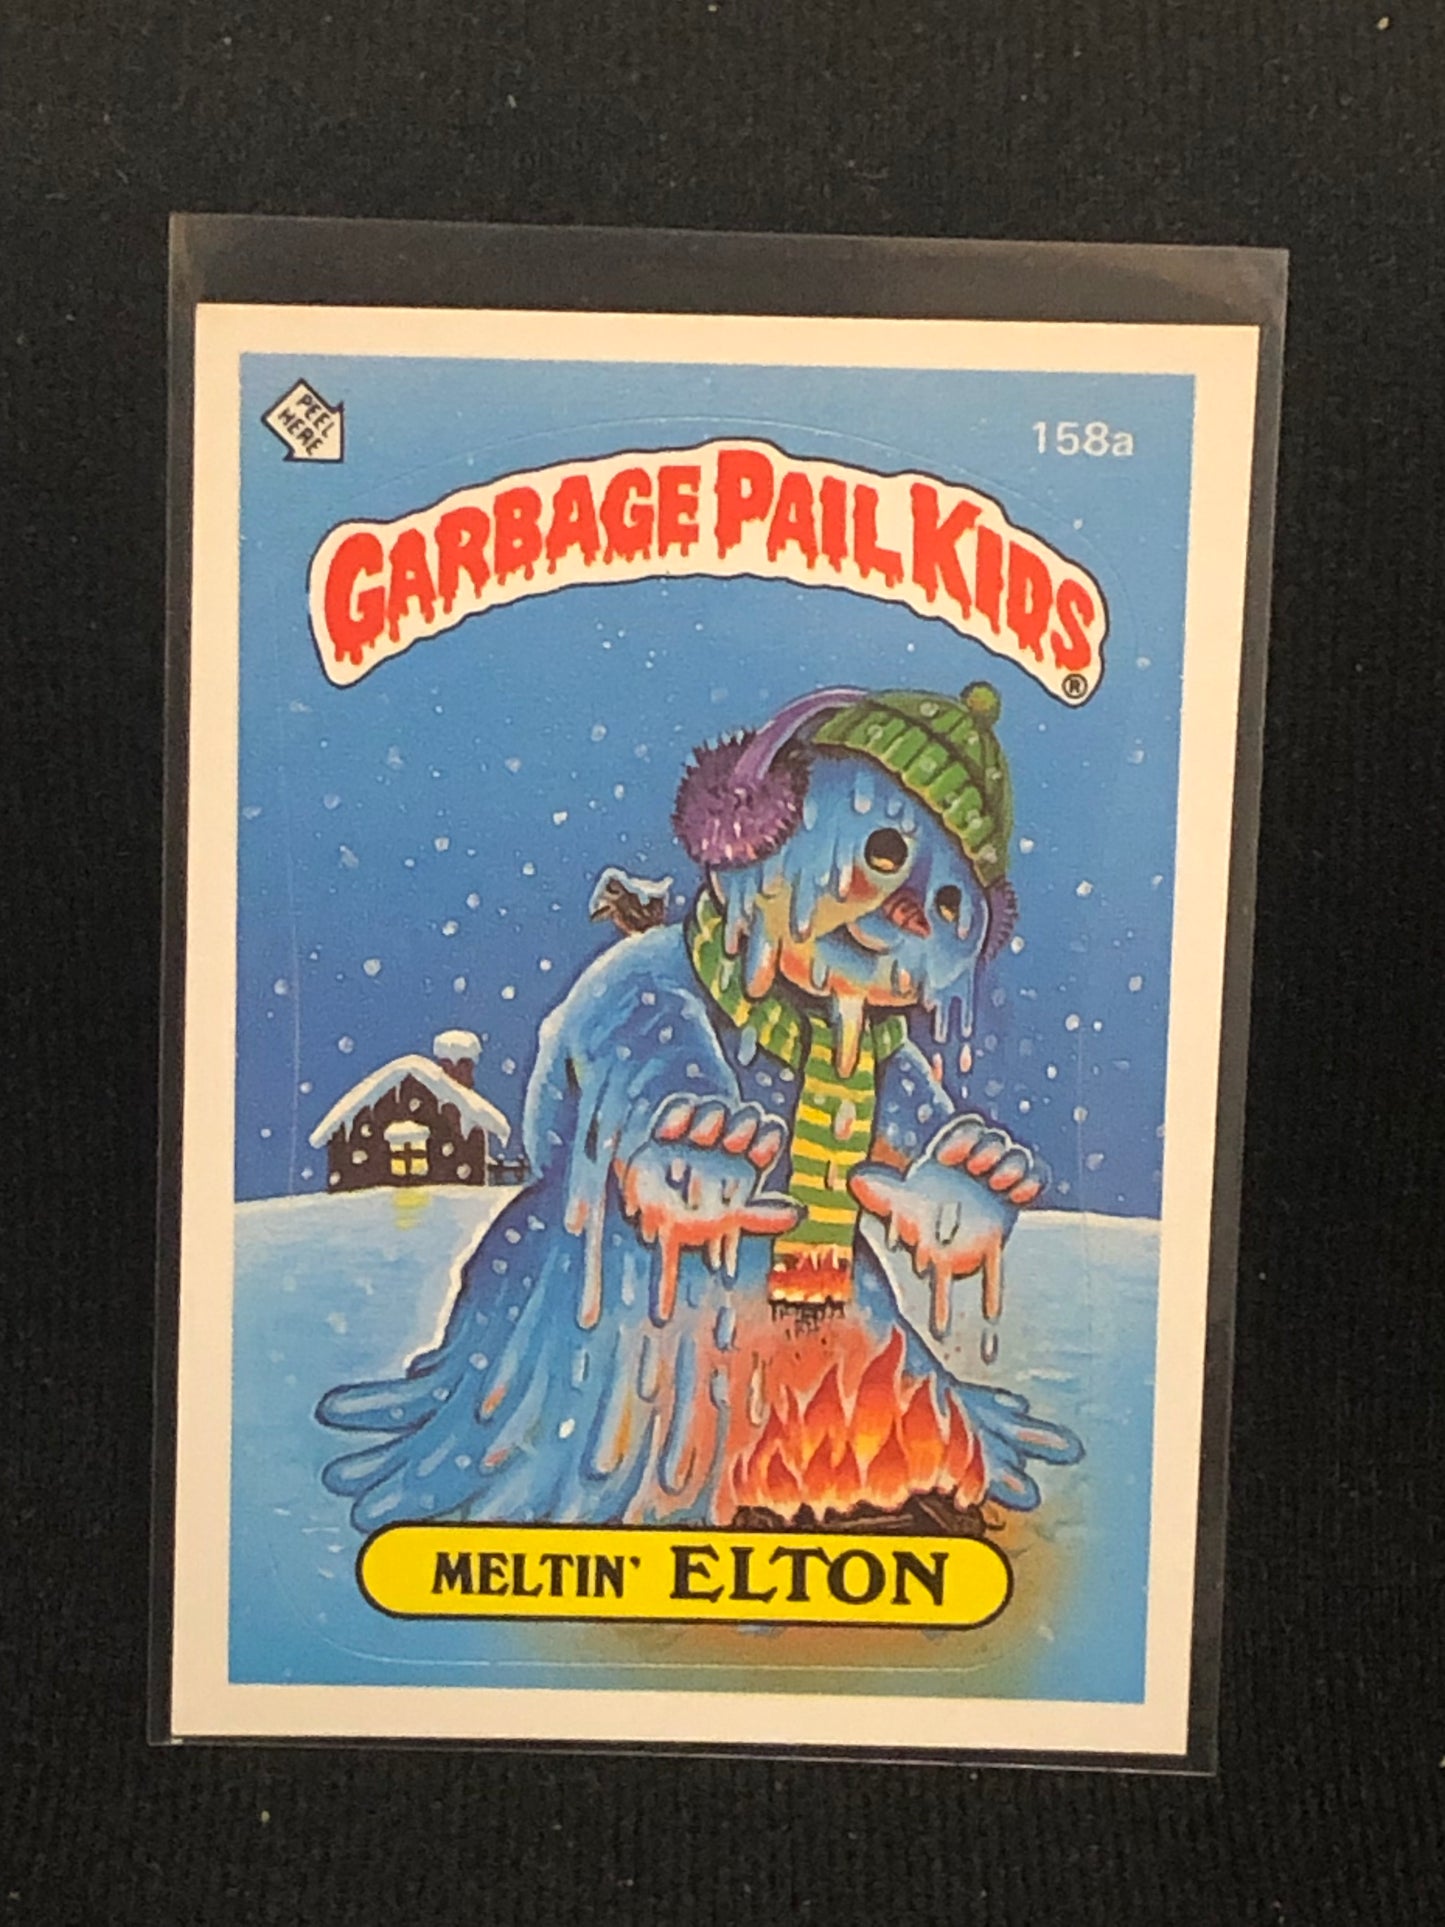 PEEL
HERE
158a
GARBAGE PAIL KIDS
®
MELTIN' ELTON